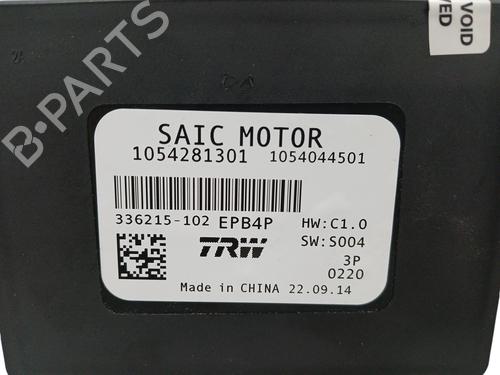 VOID
VED
B-PARTS
SAIC MOTOR
1054281301 1054044501
336215-102 EPB4P HW:C1.0
TRW SW:S004
3P
0220
Made in CHINA 22.09.14